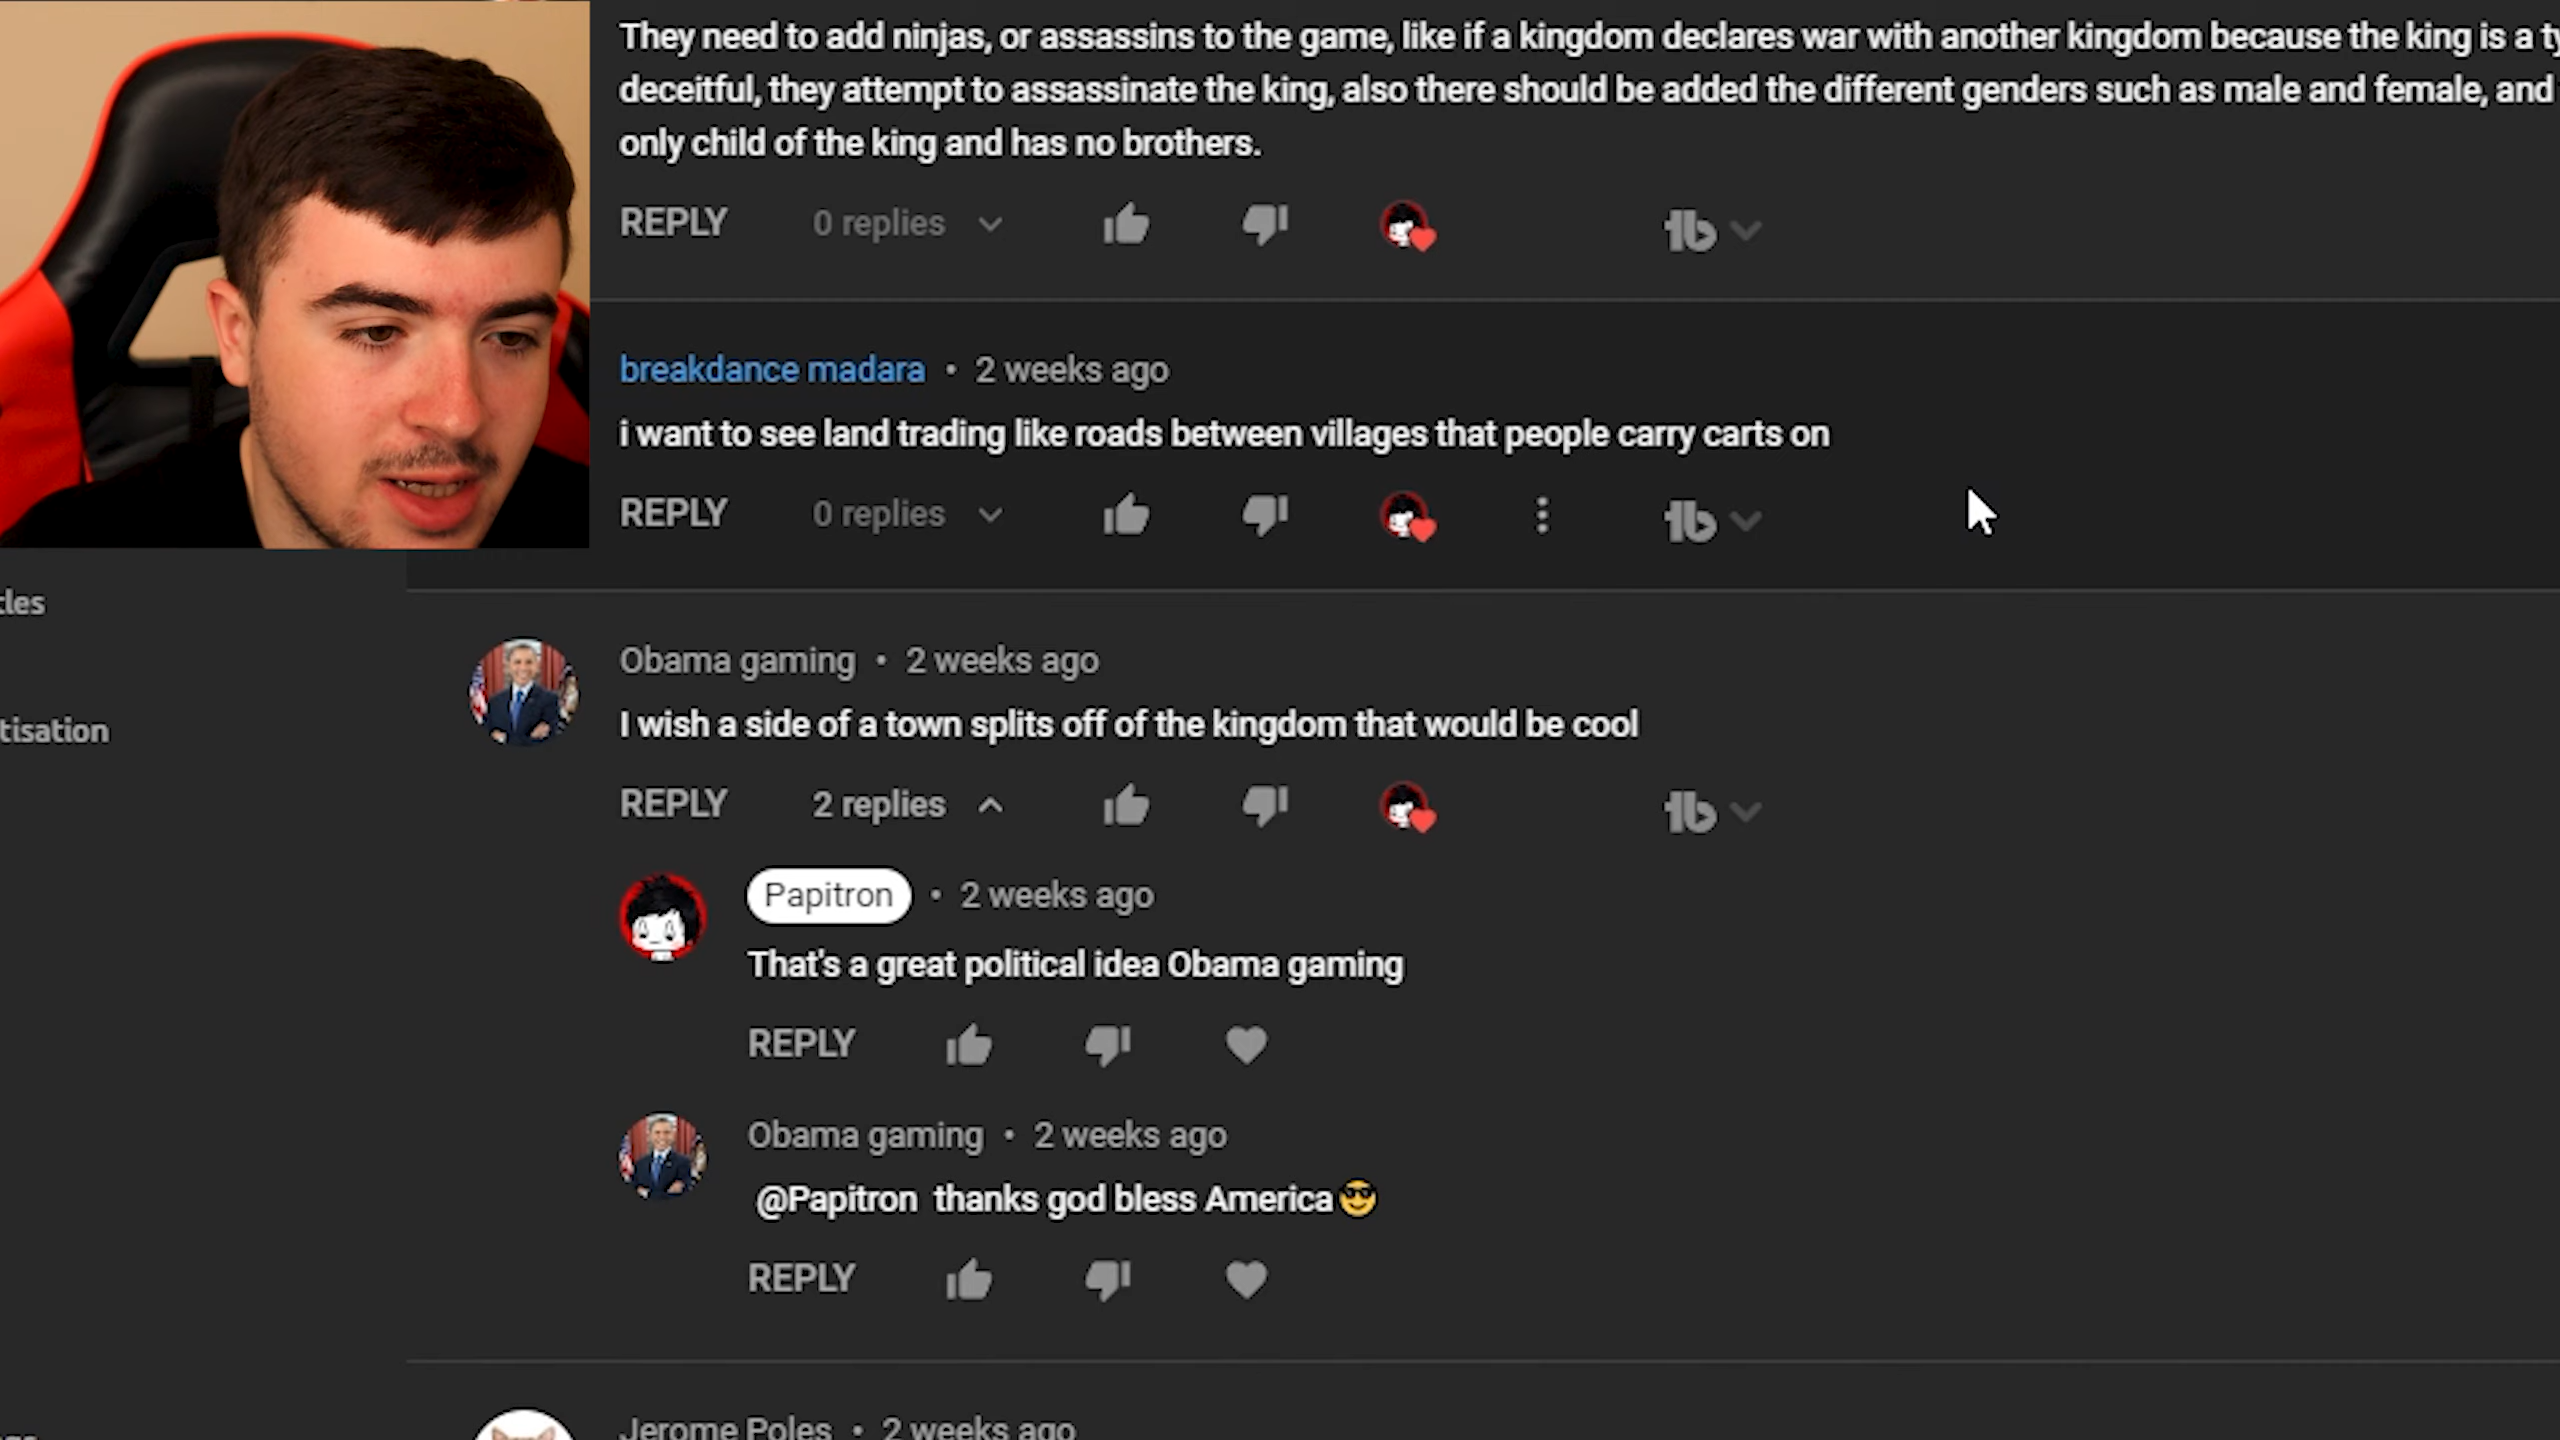 They need to add ninjas, or assassins to the game, like if a kingdom declares war with another kingdom because the king is a
deceitful, they attempt to assassinate the king, also there should be added the different genders such as male and female, and
only child of the king and has no brothers.
REPLY 0 replies
breakdance madara • 2 weeks ago
i want to see land trading like roads between villages that people carry carts on
REPLY 0 replies
Obama gaming • 2 weeks ago
I wish a side of a town splits off of the kingdom that would be cool
REPLY 2 replies
tisation
Papitron • 2 weeks ago
That's a great political idea Obama gaming
REPLY
Obama gaming • 2 weeks ago
@Papitron thanks god bless America😎
REPLY
Jerome Poles • 2 weeks ago